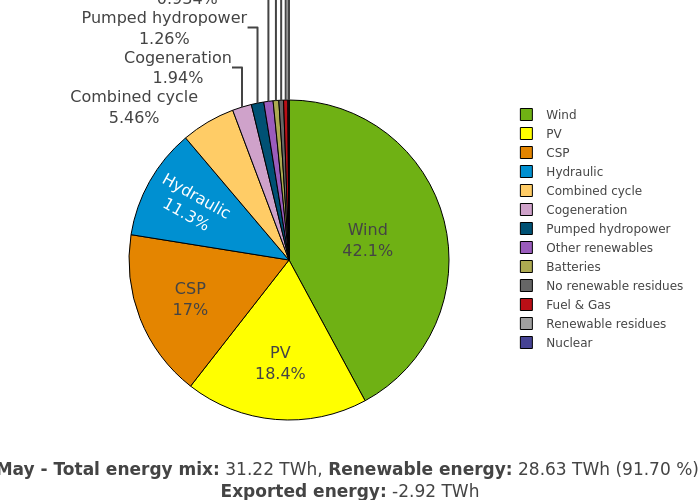 Pumped hydropower
1.26%
Cogeneration
1.94%
Combined cycle
5.46%
Hydraulic
11.3%
Wind
42.1%
CSP
17%
PV
18.4%
Wind
PV
CSP
Hydraulic
Combined cycle
Cogeneration
Pumped hydropower
Other renewables
Batteries
No renewable residues
Fuel & Gas
Renewable residues
Nuclear
May - Total energy mix: 31.22 TWh, Renewable energy: 28.63 TWh (91.70 %)
Exported energy: -2.92 TWh